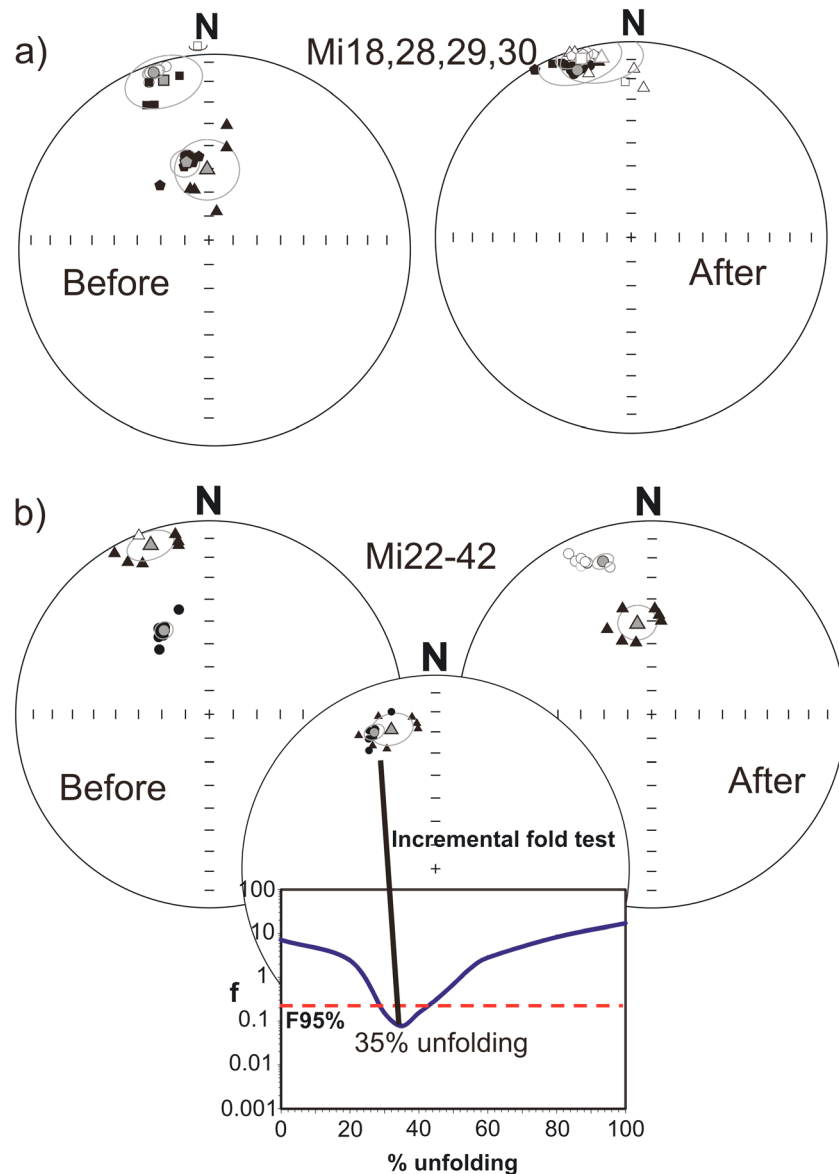 a)
N
Mi18,28,29,30
N
Before
After
b)
N
Mi22-42
N
N
Before
After
Incremental fold test
100
10
1
f
F95%
0.1
35% unfolding
0.01
0.001
0 20 40 60 80 100
% unfolding